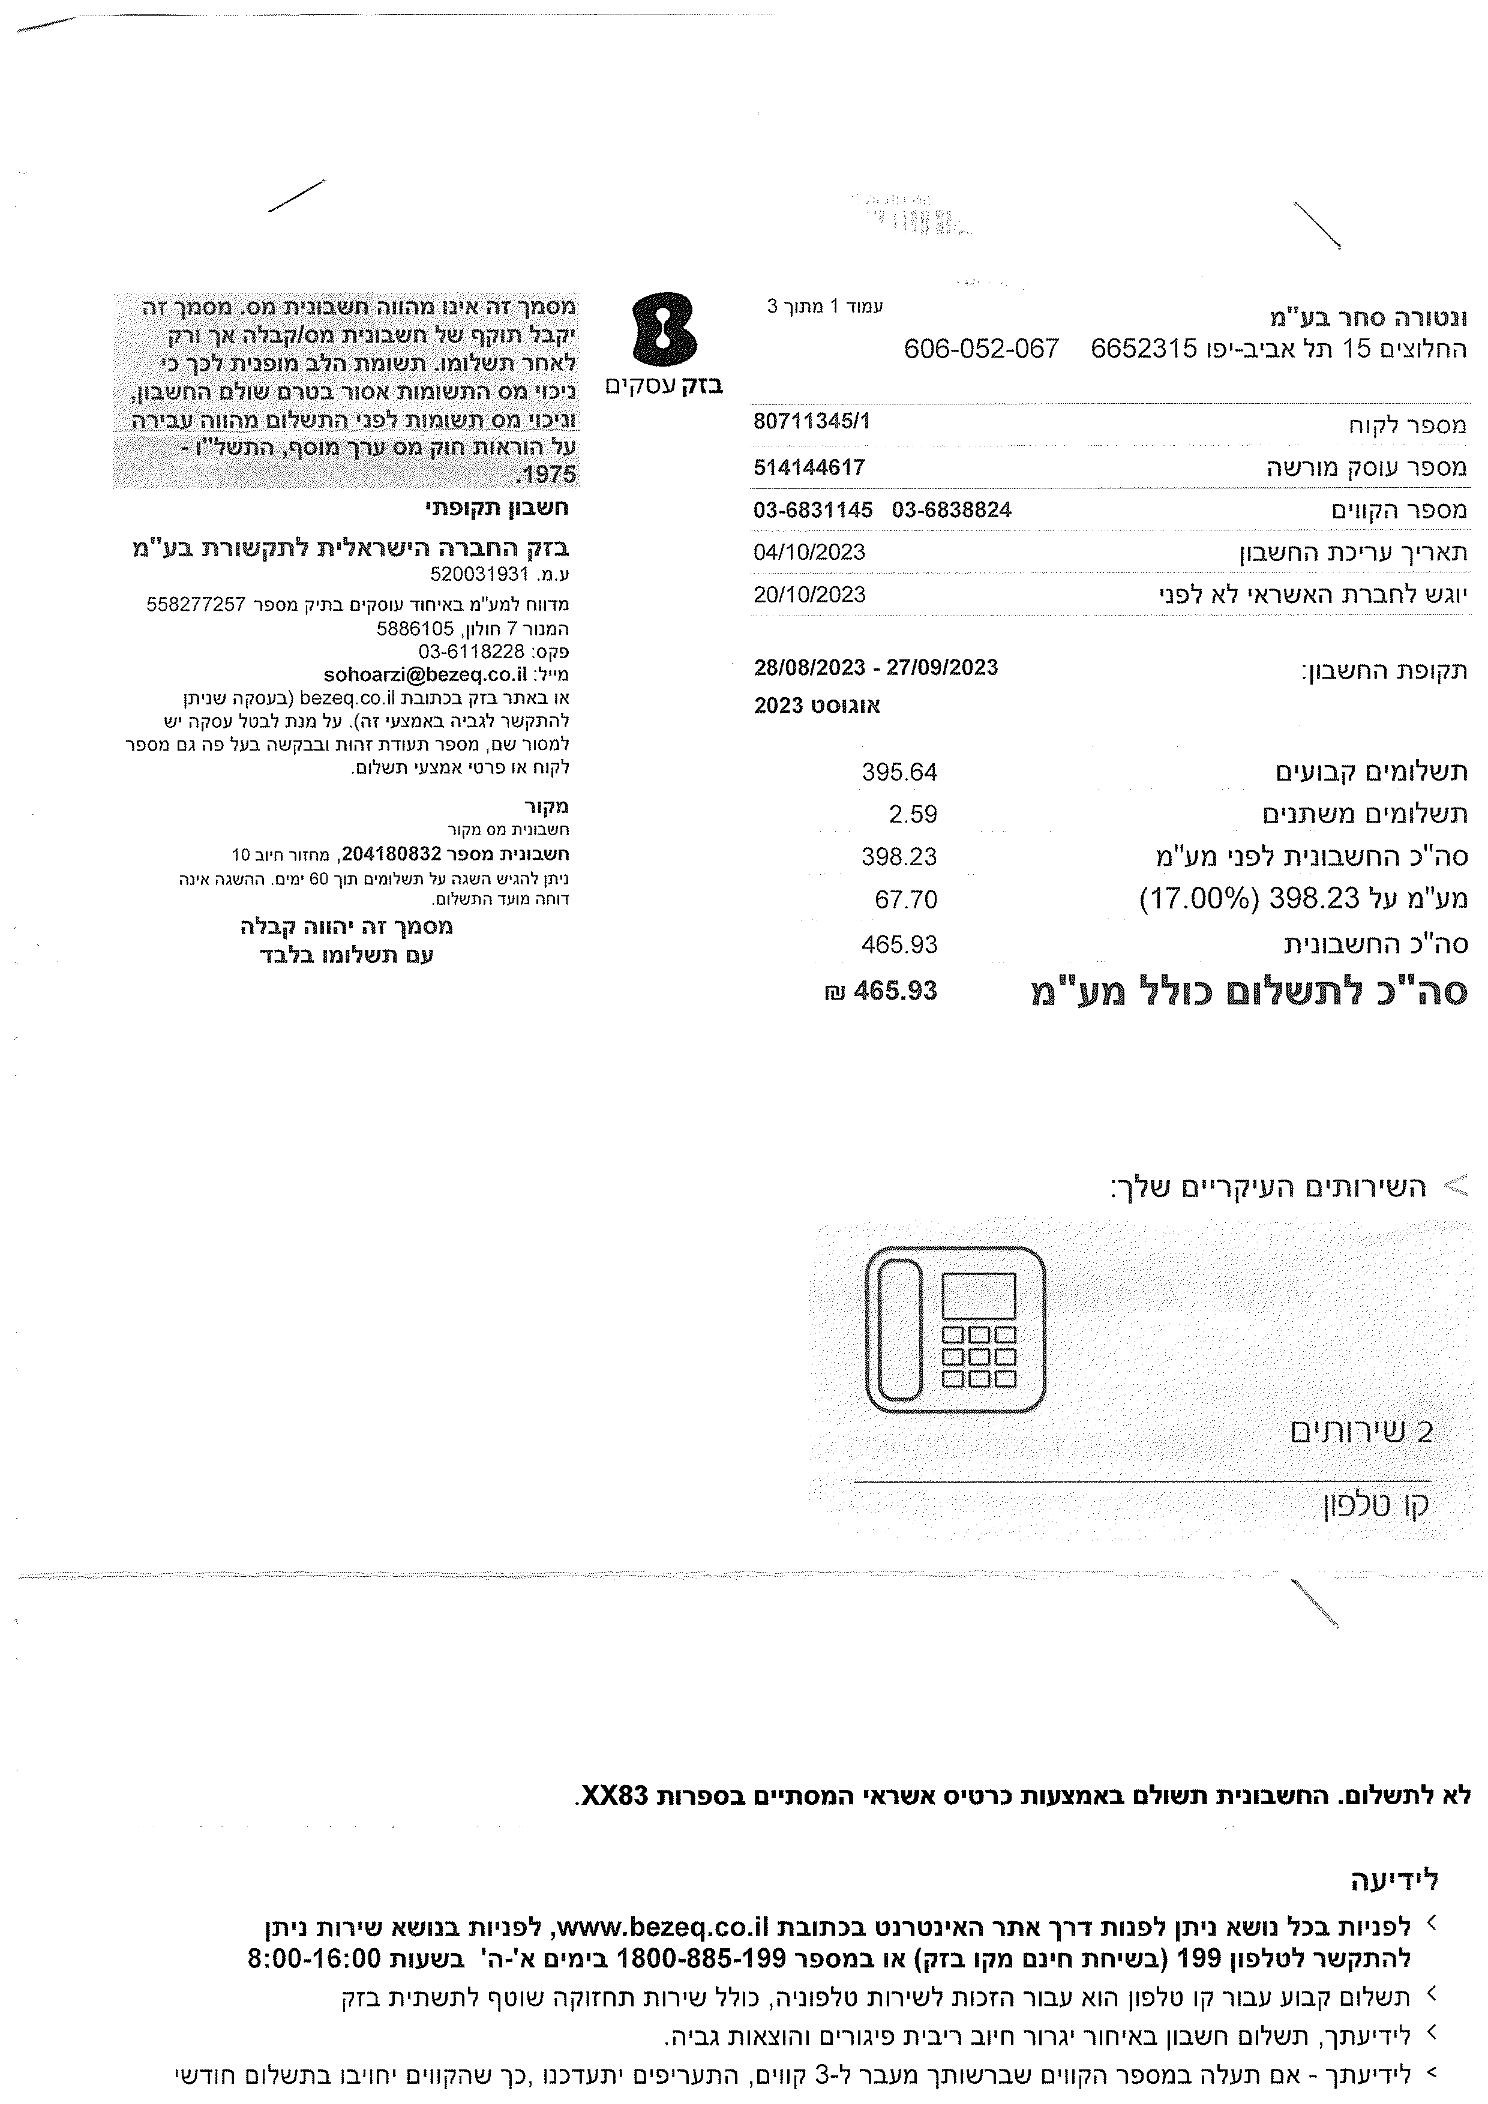 ונטורה סחר בע"מ
החלוצים 15 תל אביב-יפו 6652315 606-052-067
עמוד 1 מתוך 3
מספר לקוח 80711345/1
מספר עוסק מורשה 514144617
מספר הקווים 03-6831145 03-6838824
תאריך עריכת החשבון 04/10/2023
יוגש לחברת האשראי לא לפני 20/10/2023
תקופת החשבון: 28/08/2023 - 27/09/2023
אוגוסט 2023
תשלומים קבועים 395.64
תשלומים משתנים 2.59
סה"כ החשבונית לפני מע"מ 398.23
מע"מ על 398.23 (17.00%) 67.70
סה"כ החשבונית 465.93
סה"כ לתשלום כולל מע"מ 465.93 ₪
בזק עסקים
מסמך זה אינו מהווה חשבונית מס. מסמך זה
יקבל תוקף של חשבונית מס/קבלה אך ורק
לאחר תשלומו. תשומת הלב מופנית לכך כי
ניכוי מס התשומות אסור בטרם שולם החשבון,
וניכוי מס תשומות לפני התשלום מהווה עבירה
על הוראות חוק מס ערך מוסף, התשל"ו -
1975.
חשבון תקופתי
בזק החברה הישראלית לתקשורת בע"מ
ע.מ. 520031931
מדווח למע"מ באיחוד עוסקים בתיק מספר 558277257
המנור 7 חולון, 5886105
פקס: 03-6118228
מייל: sohoarzi@bezeq.co.il
או באתר בזק בכתובת bezeq.co.il (בעסקה שניתן
להתקשר לגביה באמצעי זה). על מנת לבטל עסקה יש
למסור שם, מספר תעודת זהות ובבקשה בעל פה גם מספר
לקוח או פרטי אמצעי תשלום.
מקור
חשבונית מס מקור
חשבונית מספר 204180832, מחזור חיוב 10
ניתן להגיש השגה על תשלומים תוך 60 ימים. ההשגה אינה
דוחה מועד התשלום.
מסמך זה יהווה קבלה
עם תשלומו בלבד
> השירותים העיקריים שלך:
2 שירותים
קו טלפון
לא לתשלום. החשבונית תשולם באמצעות כרטיס אשראי המסתיים בספרות XX83.
לידיעה
> לפניות בכל נושא ניתן לפנות דרך אתר האינטרנט בכתובת www.bezeq.co.il, לפניות בנושא שירות ניתן
להתקשר לטלפון 199 (בשיחת חינם מקו בזק) או במספר 1800-885-199 בימים א'-ה' בשעות 8:00-16:00
> תשלום קבוע עבור קו טלפון הוא עבור הזכות לשירות טלפוניה, כולל שירות תחזוקה שוטף לתשתית בזק
> לידיעתך, תשלום חשבון באיחור יגרור חיוב ריבית פיגורים והוצאות גביה.
> לידיעתך - אם תעלה במספר הקווים שברשותך מעבר ל-3 קווים, התעריפים יתעדכנו ,כך שהקווים יחויבו בתשלום חודשי